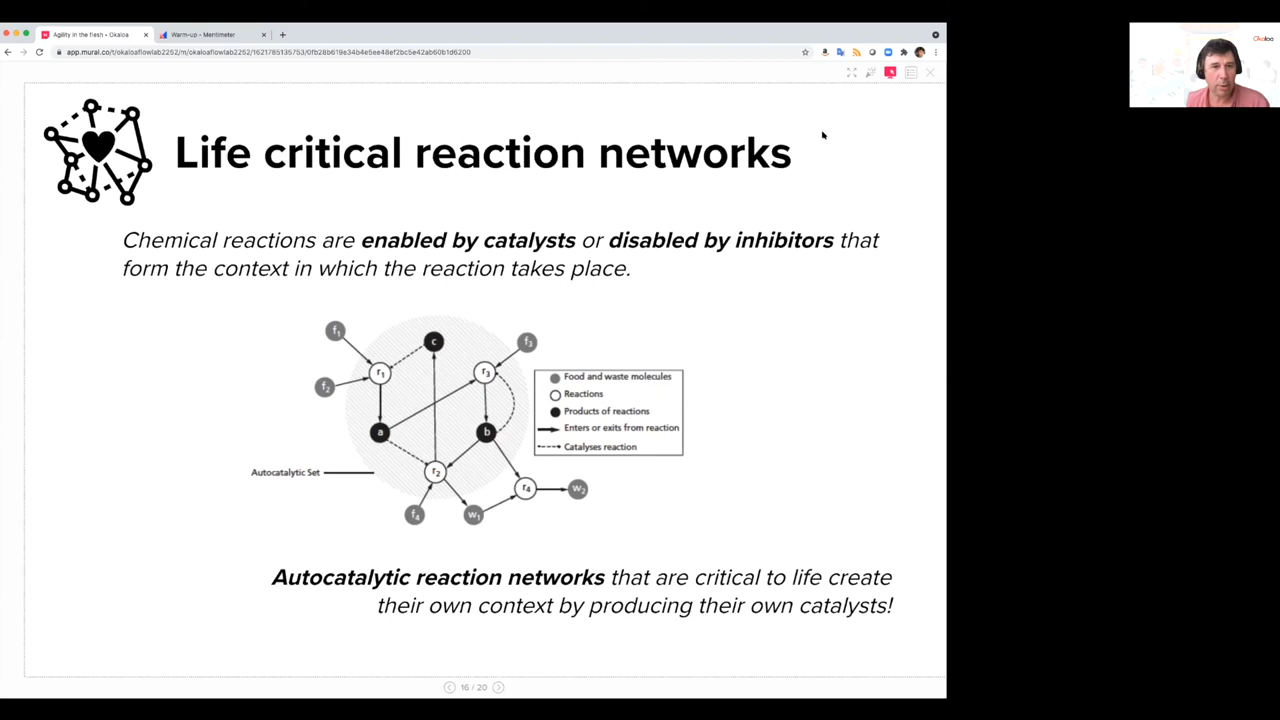 Agility in the flesh • Okaloa
Warm-up - Mentimeter
app.mural.co/t/okaloaflowlab2252/m/okaloaflowlab2252/1621785135753/0fb28b619e34b4e5ee48ef2bc5e42ab60b1d6200
Okaloa
Life critical reaction networks
Chemical reactions are enabled by catalysts or disabled by inhibitors that
form the context in which the reaction takes place.
f1
c
f3
r1
r3
f2
a
b
r2
r4
w2
f4
w1
Autocatalytic Set
Food and waste molecules
Reactions
Products of reactions
Enters or exits from reaction
Catalyses reaction
Autocatalytic reaction networks that are critical to life create
their own context by producing their own catalysts!
16 / 20